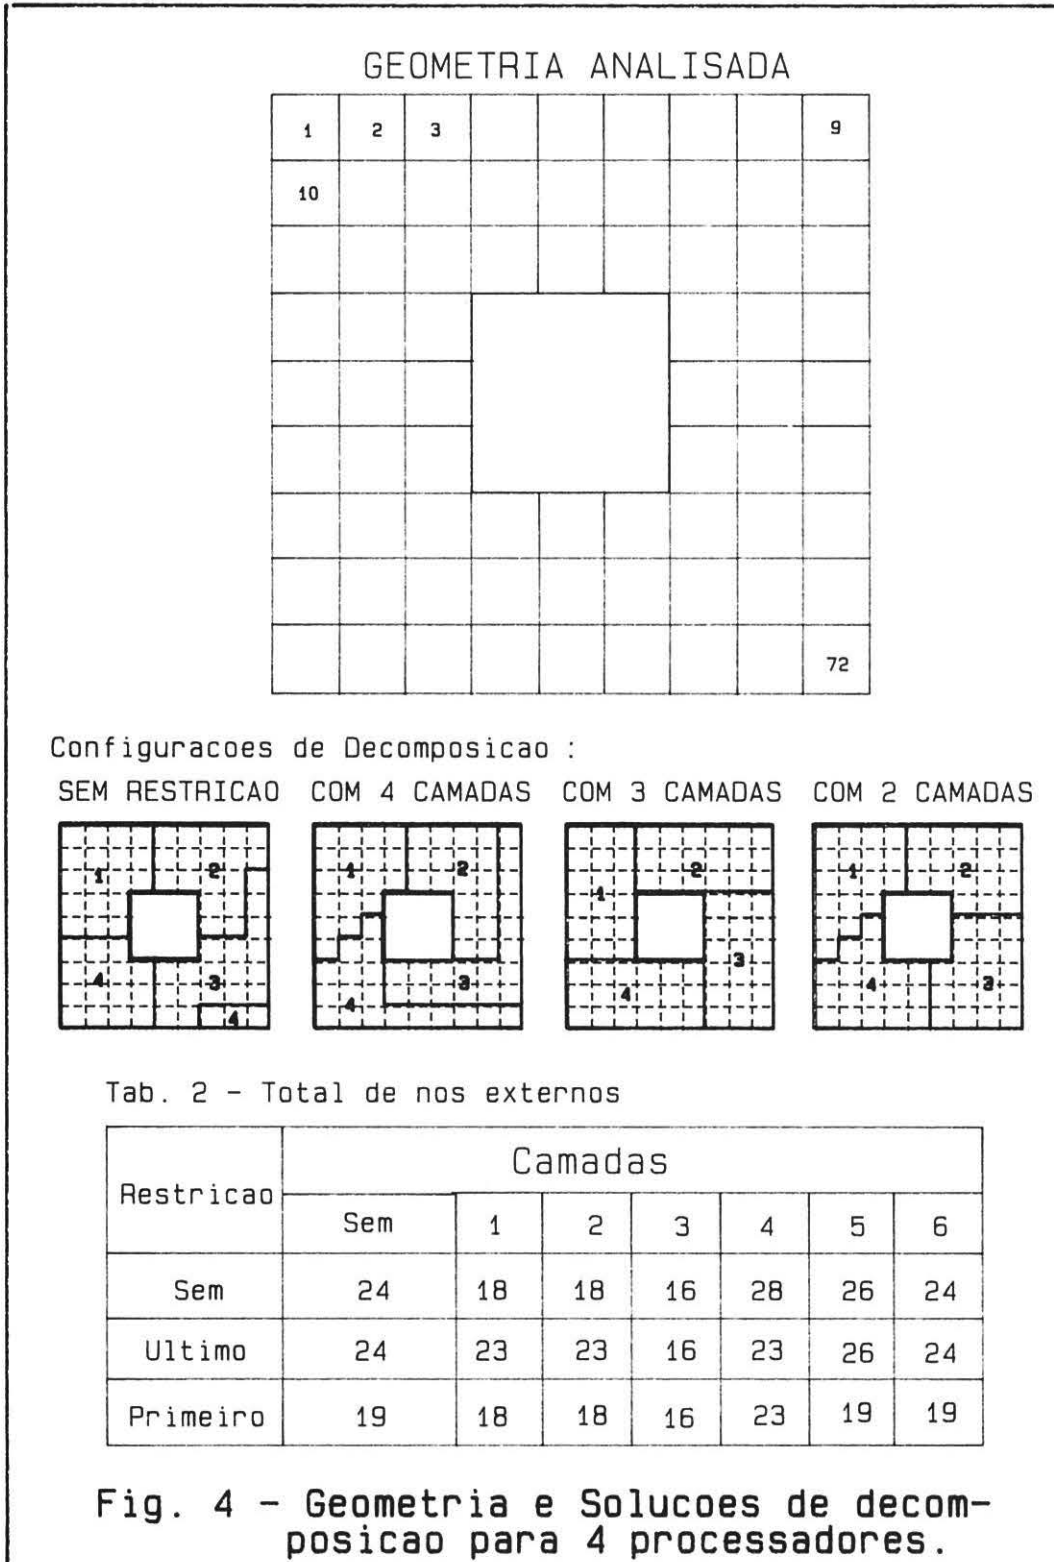 GEOMETRIA ANALISADA
1 2 3 9
10
72
Configuracoes de Decomposicao :
SEM RESTRICAO COM 4 CAMADAS COM 3 CAMADAS COM 2 CAMADAS
1 2 3 4 4
1 2 3 4
1 2 3 4
1 2 3 4
Tab. 2 - Total de nos externos
Restricao Camadas
Sem 1 2 3 4 5 6
Sem 24 18 18 16 28 26 24
Ultimo 24 23 23 16 23 26 24
Primeiro 19 18 18 16 23 19 19
Fig. 4 - Geometria e Solucoes de decom-
posicao para 4 processadores.